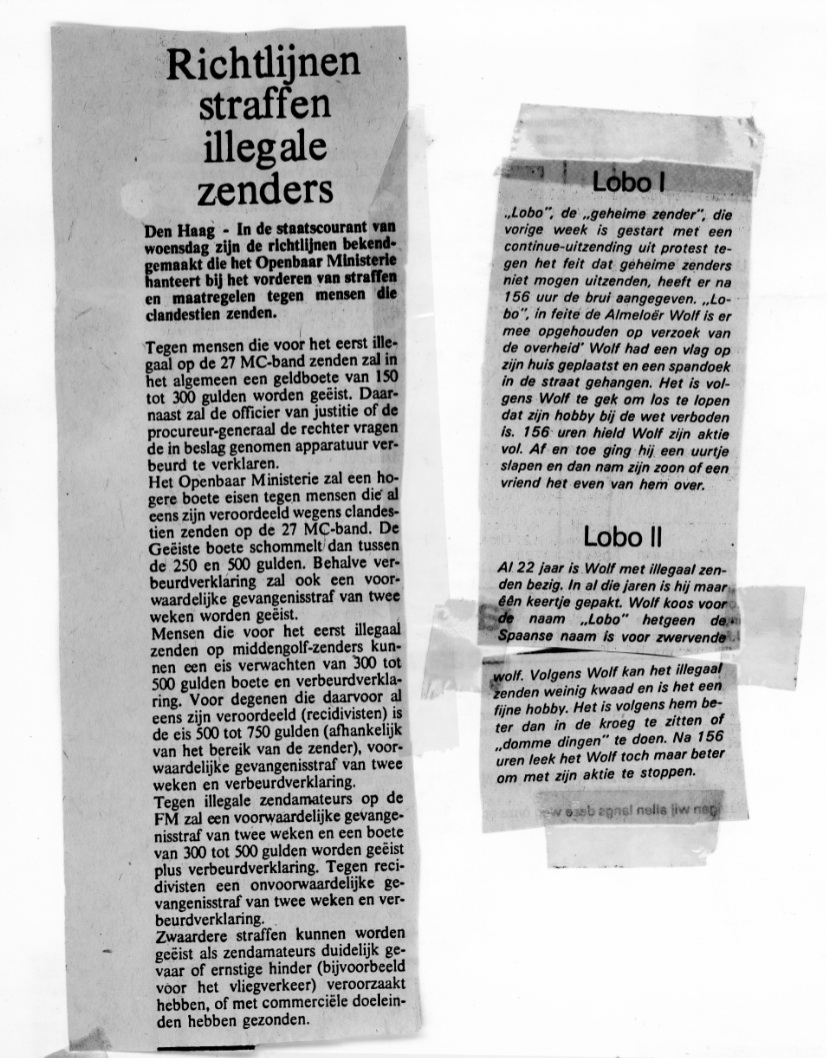 Richtlijnen
straffen
illegale
zenders
Den Haag - In de staatscourant van
woensdag zijn de richtlijnen bekend-
gemaakt die het Openbaar Ministerie
hanteert bij het vorderen van straffen
en maatregelen tegen mensen die
clandestien zenden.
Tegen mensen die voor het eerst ille-
gaal op de 27 MC-band zenden zal in
het algemeen een geldboete van 150
tot 300 gulden worden geëist. Daar-
naast zal de officier van justitie of de
procureur-generaal de rechter vragen
de in beslag genomen apparatuur ver-
beurd te verklaren.
Het Openbaar Ministerie zal een ho-
gere boete eisen tegen mensen die al
eens zijn veroordeeld wegens clandes-
tien zenden op de 27 MC-band. De
Geëiste boete schommelt dan tussen
de 250 en 500 gulden. Behalve ver-
beurdverklaring zal ook een voor-
waardelijke gevangenisstraf van twee
weken worden geëist.
Mensen die voor het eerst illegaal
zenden op middengolf-zenders kun-
nen een eis verwachten van 300 tot
500 gulden boete en verbeurdverkla-
ring. Voor degenen die daarvoor al
eens zijn veroordeeld (recidivisten) is
de eis 500 tot 750 gulden (afhankelijk
van het bereik van de zender), voor-
waardelijke gevangenisstraf van twee
weken en verbeurdverklaring.
Tegen illegale zendamateurs op de
FM zal een voorwaardelijke gevange-
nisstraf van twee weken en een boete
van 300 tot 500 gulden worden geëist
plus verbeurdverklaring. Tegen reci-
divisten een onvoorwaardelijke ge-
vangenisstraf van twee weken en ver-
beurdverklaring.
Zwaardere straffen kunnen worden
geëist als zendamateurs duidelijk ge-
vaar of ernstige hinder (bijvoorbeeld
voor het vliegverkeer) veroorzaakt
hebben, of met commerciële doelein-
den hebben gezonden.
Lobo I
„Lobo”, de „geheime zender”, die
vorige week is gestart met een
continue-uitzending uit protest te-
gen het feit dat geheime zenders
niet mogen uitzenden, heeft er na
156 uur de brui aangegeven. „Lo-
bo”, in feite de Almeloër Wolf is er
mee opgehouden op verzoek van
de overheid’ Wolf had een vlag op
zijn huis geplaatst en een spandoek
in de straat gehangen. Het is vol-
gens Wolf te gek om los te lopen
dat zijn hobby bij de wet verboden
is. 156 uren hield Wolf zijn aktie
vol. Af en toe ging hij een uurtje
slapen en dan nam zijn zoon of een
vriend het even van hem over.
Lobo II
Al 22 jaar is Wolf met illegaal zen-
den bezig. In al die jaren is hij maar
één keertje gepakt. Wolf koos voor
de naam „Lobo” hetgeen de
Spaanse naam is voor zwervende
wolf. Volgens Wolf kan het illegaal
zenden weinig kwaad en is het een
fijne hobby. Het is volgens hem be-
ter dan in de kroeg te zitten of
„domme dingen” te doen. Na 156
uren leek het Wolf toch maar beter
om met zijn aktie te stoppen.